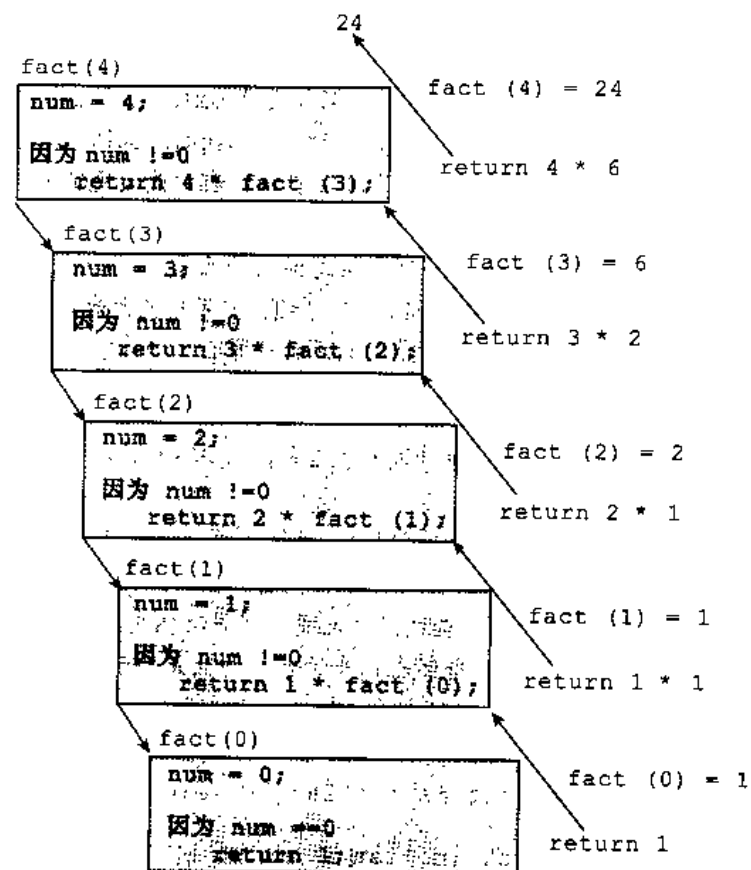 24
fact(4)
fact (4) = 24
num = 4;
因为 num !=0
return 4 * fact (3);
return 4 * 6
fact(3)
fact (3) = 6
num = 3;
因为 num !=0
return 3 * fact (2);
return 3 * 2
fact(2)
fact (2) = 2
num = 2;
因为 num !=0
return 2 * fact (1);
return 2 * 1
fact(1)
fact (1) = 1
num = 1;
因为 num !=0
return 1 * fact (0);
return 1 * 1
fact(0)
fact (0) = 1
num = 0;
因为 num ==0
return 1;
return 1